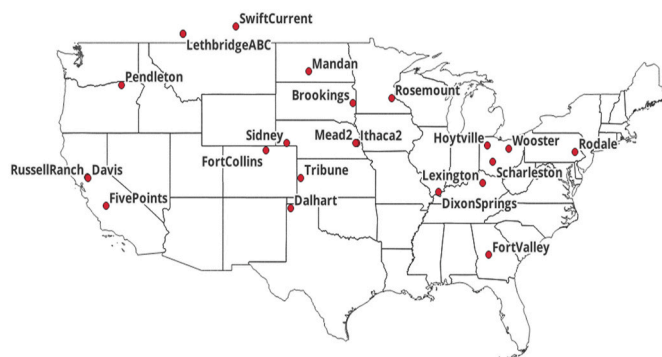 SwiftCurrent
LethbridgeABC
Mandan
Pendleton
Brookings
Rosemount
Sidney
Mead2
Ithaca2
Hoytville
Wooster
Rodale
FortCollins
RussellRanch
Davis
Tribune
Lexington
Scharleston
FivePoints
Dalhart
DixonSprings
FortValley